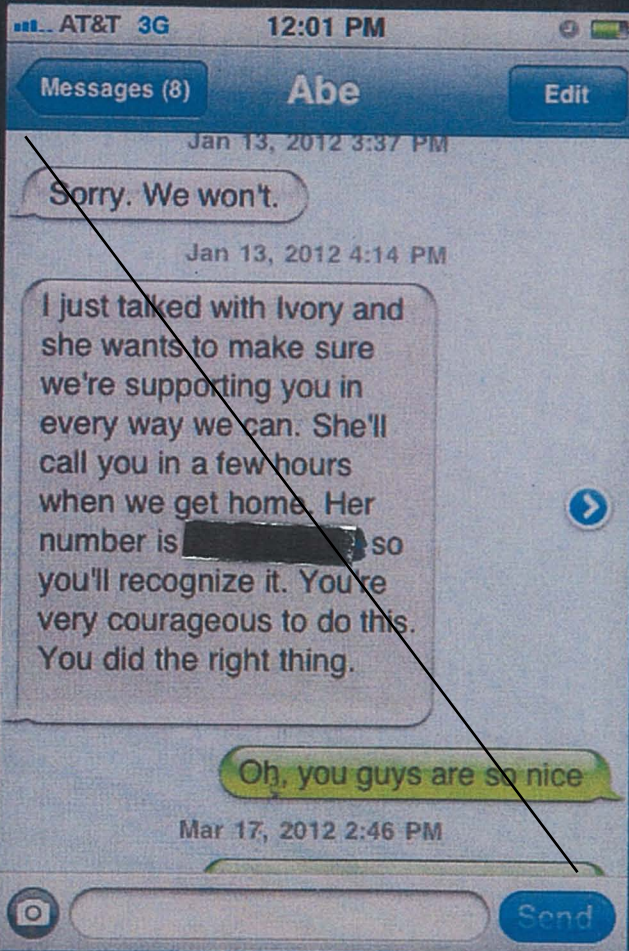 AT&T 3G 12:01 PM
Messages (8) Abe Edit
Jan 13, 2012 3:37 PM
Sorry. We won't.
Jan 13, 2012 4:14 PM
I just talked with Ivory and
she wants to make sure
we're supporting you in
every way we can. She'll
call you in a few hours
when we get home. Her
number is so
you'll recognize it. You're
very courageous to do this.
You did the right thing.
Oh, you guys are so nice
Mar 17, 2012 2:46 PM
Send